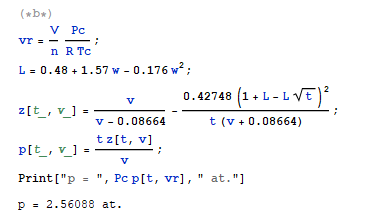 (*b*)
vr = V/n Pc/(R Tc) ;
L = 0.48 + 1.57 w - 0.176 w² ;
z[t_, v_] = v/(v - 0.08664) - (0.42748 (1 + L - L √t)²)/(t (v + 0.08664)) ;
p[t_, v_] = (t z[t, v])/v ;
Print["p = ", Pc p[t, vr], " at."]
p = 2.56088 at.